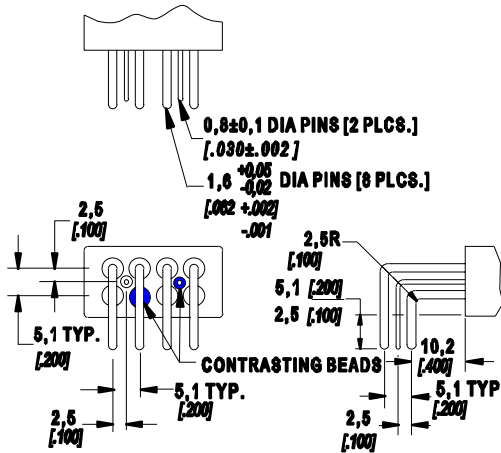 0,8±0,1 DIA PINS [2 PLCS.]
[.030±.002 ]
1,6 +0,05 -0,02 DIA PINS [8 PLCS.]
[.062 +.002]
-.001
2,5
[.100]
5,1 TYP.
[.200]
CONTRASTING BEADS
5,1 TYP.
[.200]
2,5
[.100]
2,5R
[.100]
5,1 [.200]
2,5 [.100]
10,2
[.400]
5,1 TYP.
[.200]
2,5
[.100]